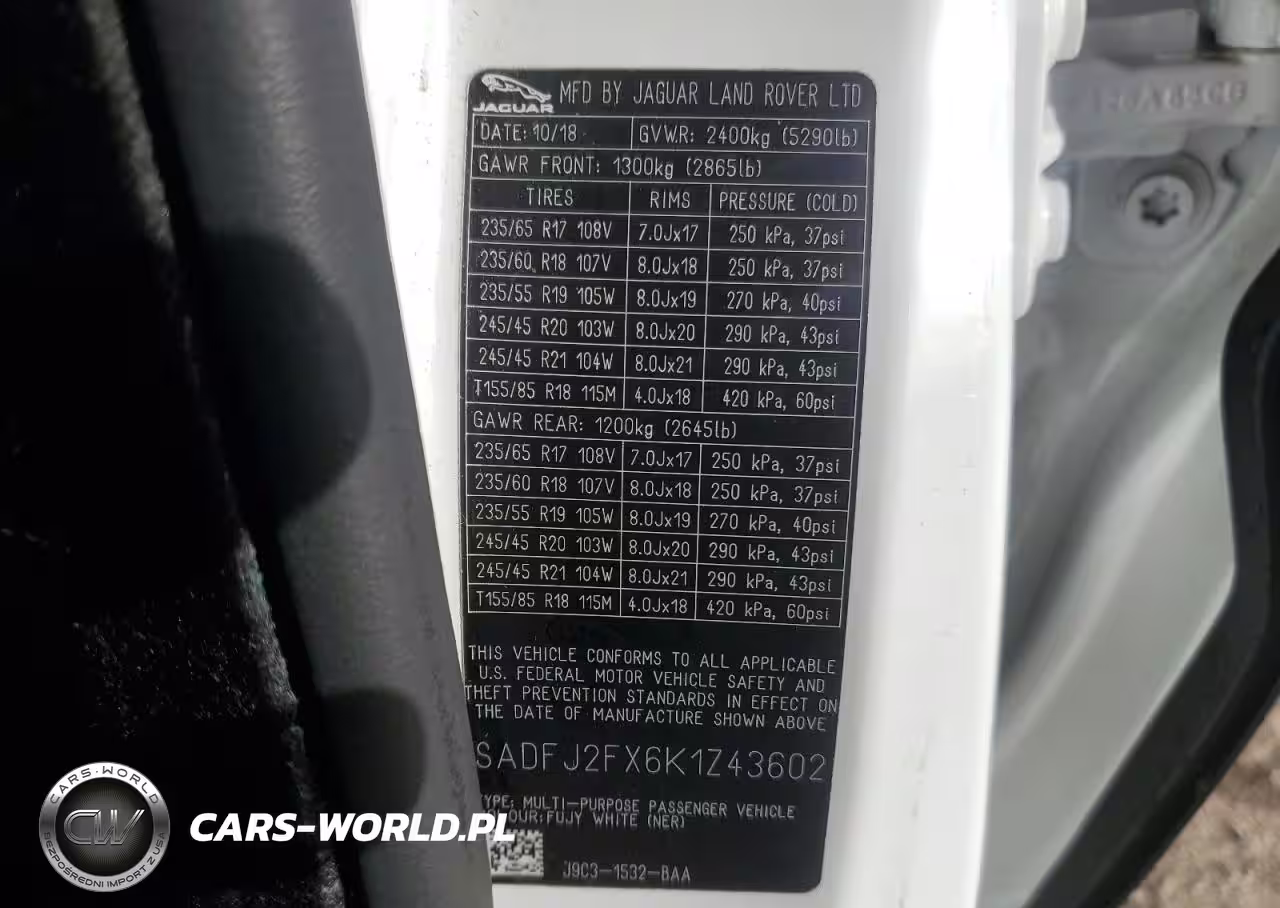 JAGUAR MFD BY JAGUAR LAND ROVER LTD
DATE: 10/18 GVWR: 2400kg (5290lb)
GAWR FRONT: 1300kg (2865lb)
TIRES RIMS PRESSURE (COLD)
235/65 R17 108V 7.0Jx17 250 kPa, 37psi
235/60 R18 107V 8.0Jx18 250 kPa, 37psi
235/55 R19 105W 8.0Jx19 270 kPa, 40psi
245/45 R20 103W 8.0Jx20 290 kPa, 43psi
245/45 R21 104W 8.0Jx21 290 kPa, 43psi
T155/85 R18 115M 4.0Jx18 420 kPa, 60psi
GAWR REAR: 1200kg (2645lb)
235/65 R17 108V 7.0Jx17 250 kPa, 37psi
235/60 R18 107V 8.0Jx18 250 kPa, 37psi
235/55 R19 105W 8.0Jx19 270 kPa, 40psi
245/45 R20 103W 8.0Jx20 290 kPa, 43psi
245/45 R21 104W 8.0Jx21 290 kPa, 43psi
T155/85 R18 115M 4.0Jx18 420 kPa, 60psi
THIS VEHICLE CONFORMS TO ALL APPLICABLE
U.S. FEDERAL MOTOR VEHICLE SAFETY AND
THEFT PREVENTION STANDARDS IN EFFECT ON
THE DATE OF MANUFACTURE SHOWN ABOVE
SADFJ2FX6K1Z43602
TYPE: MULTI-PURPOSE PASSENGER VEHICLE
COLOUR: FUJY WHITE (NER)
J9C3-1532-BAA
CARS-WORLD
CW
BEZPOŚREDNI IMPORT Z USA
CARS-WORLD.PL